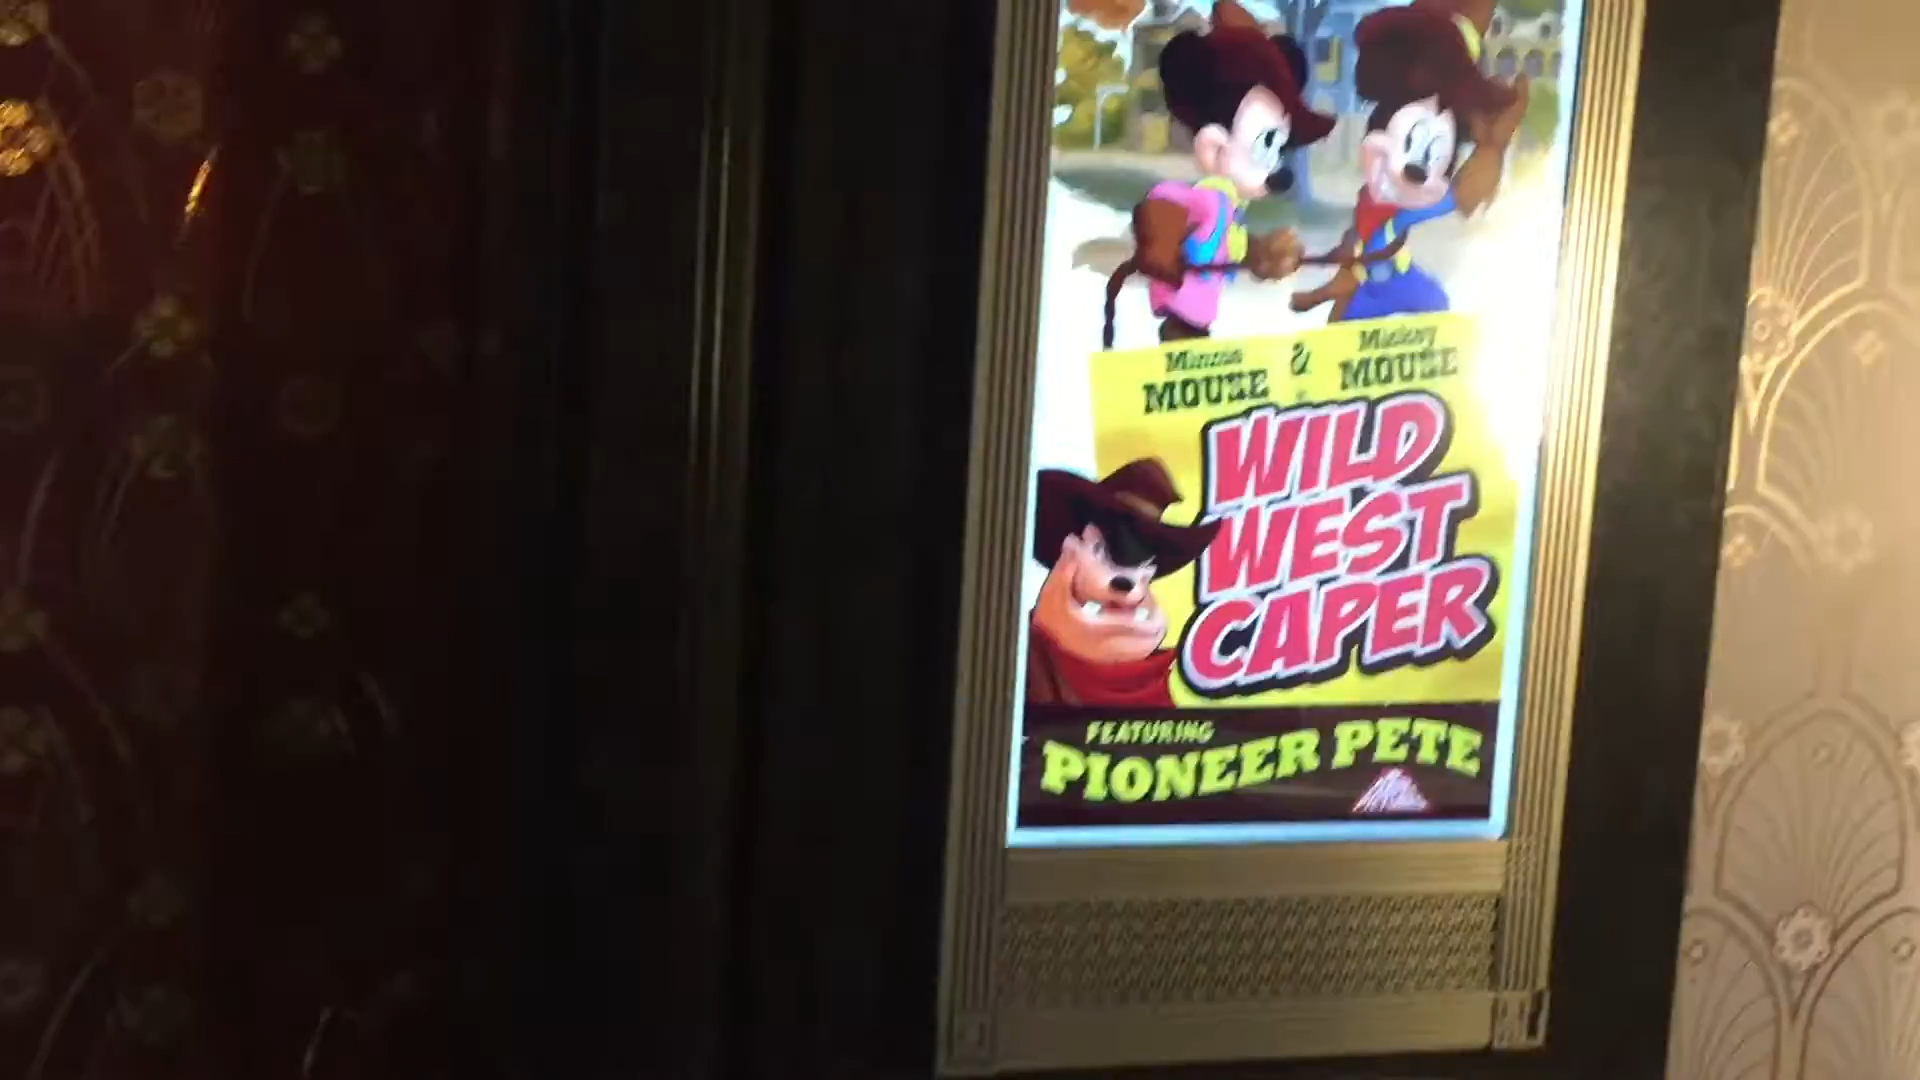 Minnie & Mickey
MOUSE MOUSE
WILD
WEST
CAPER
FEATURING
PIONEER PETE